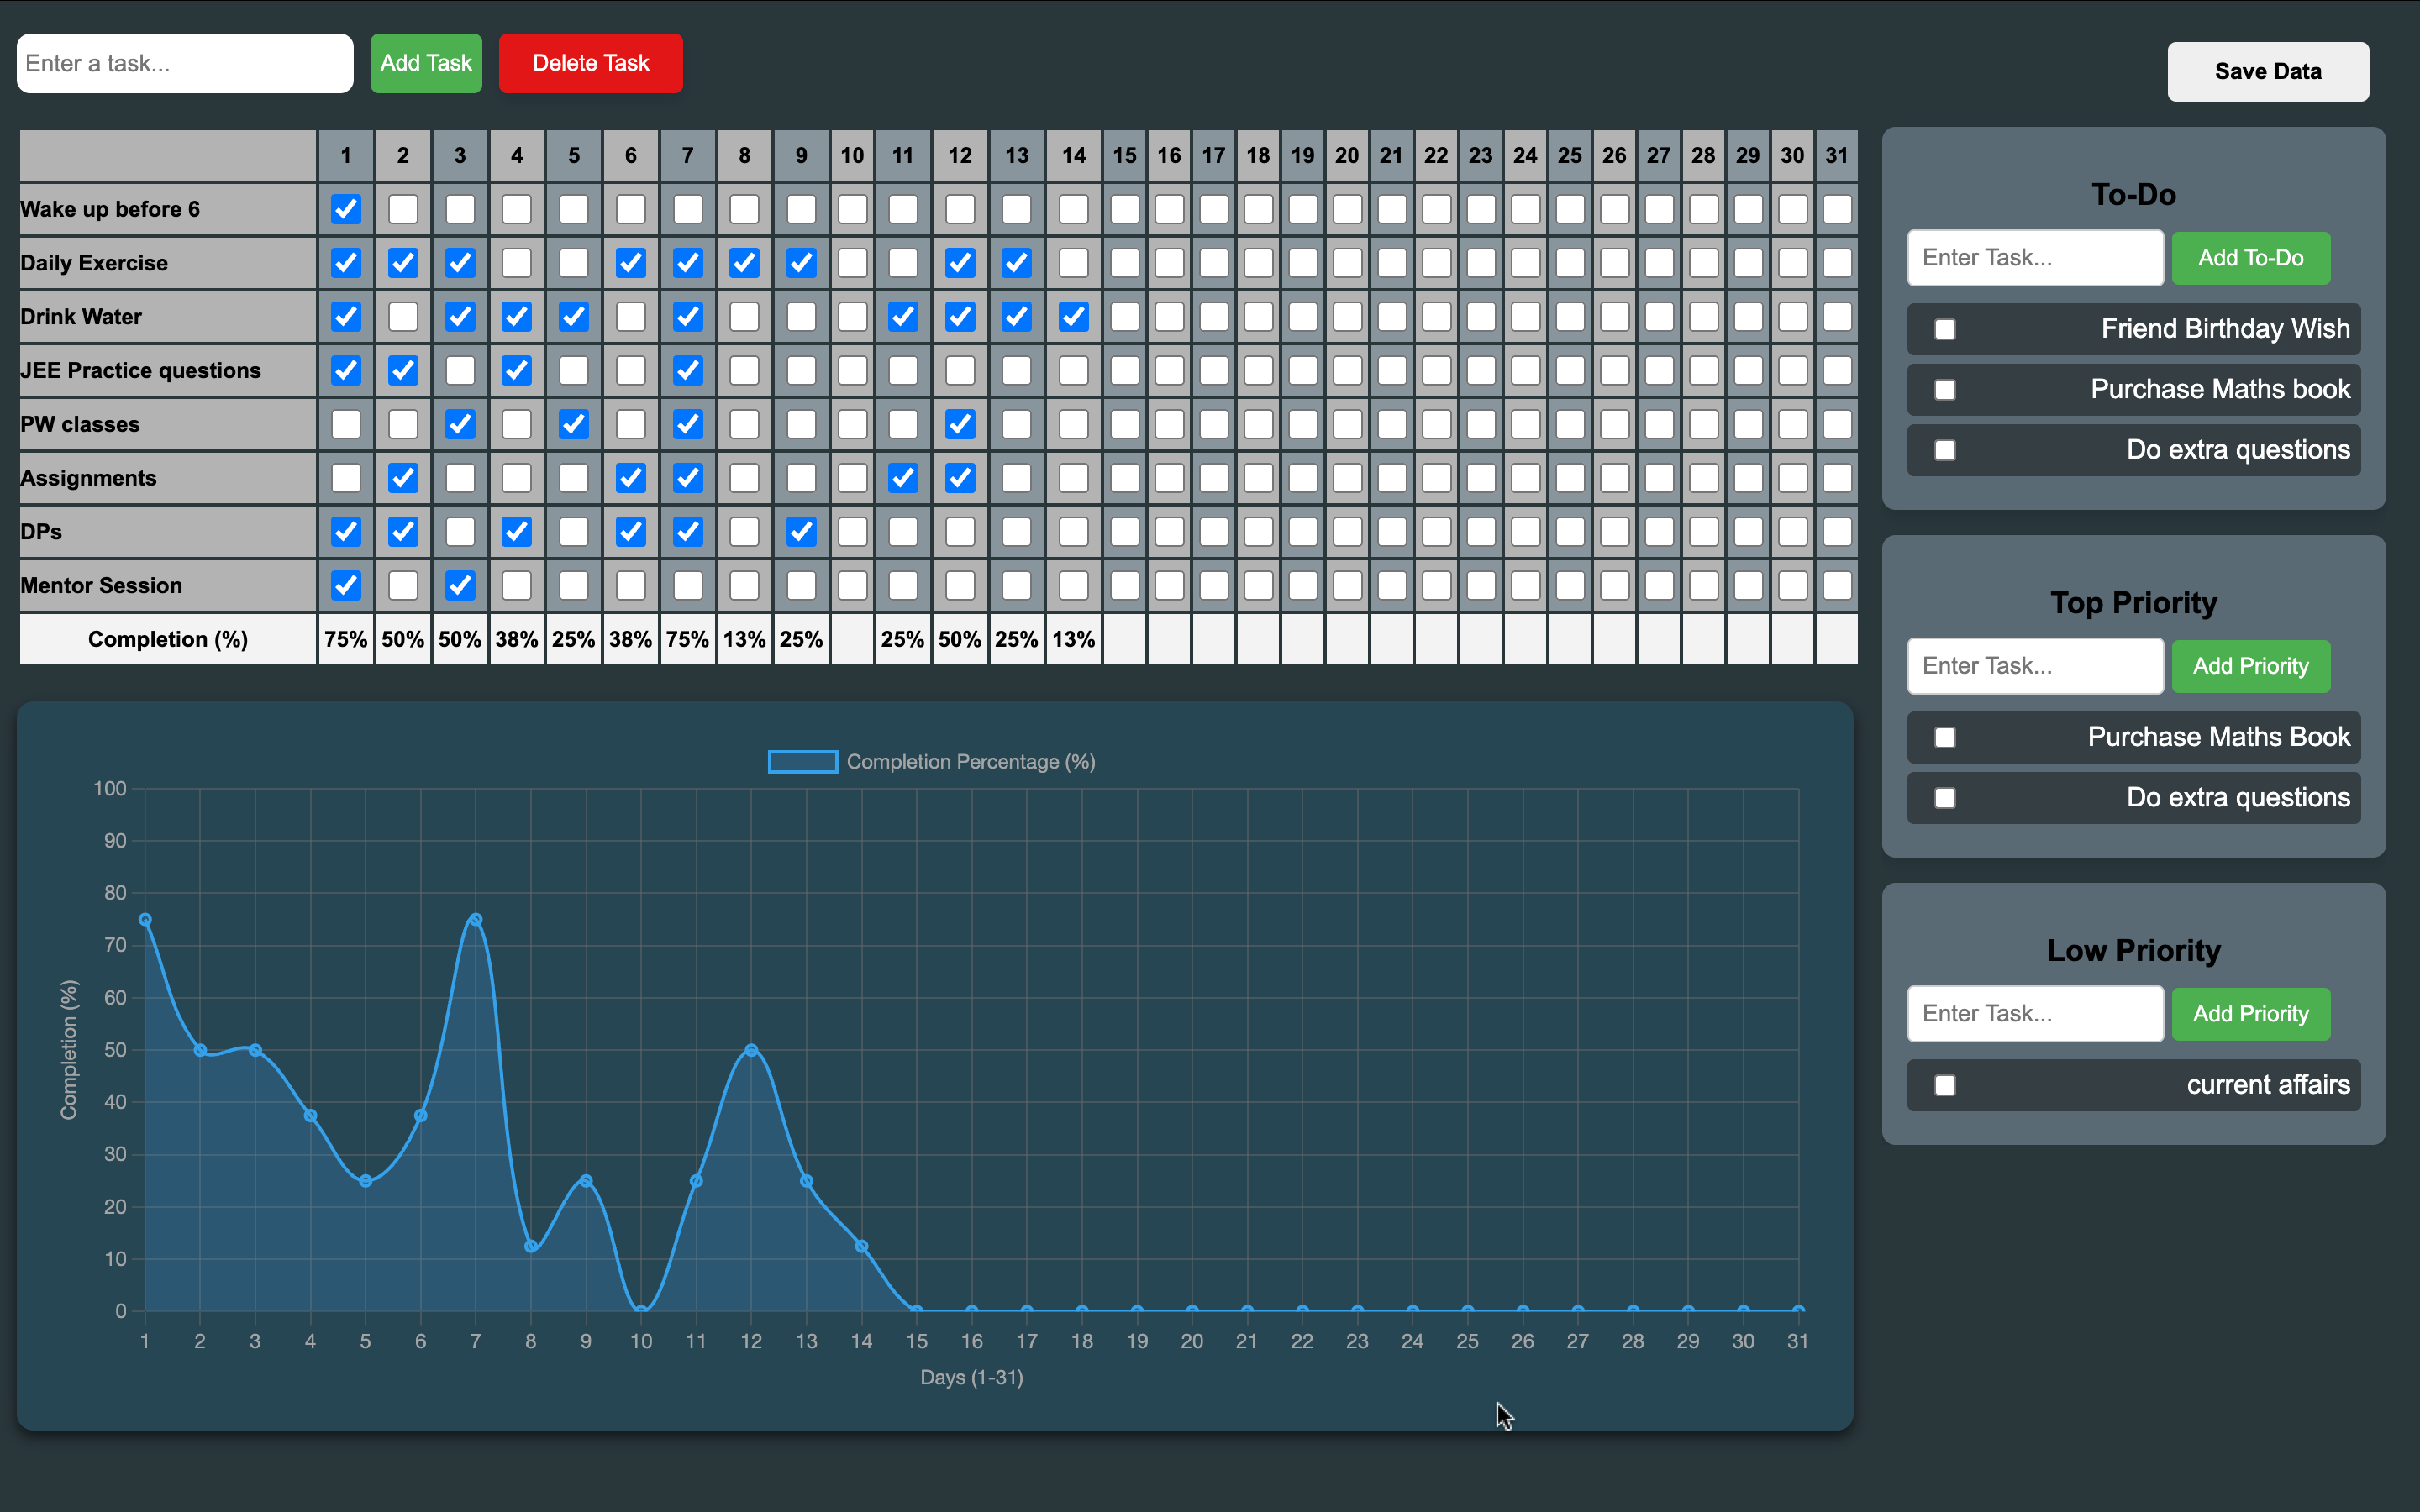 Enter a task... Add Task Delete Task Save Data
1 2 3 4 5 6 7 8 9 10 11 12 13 14 15 16 17 18 19 20 21 22 23 24 25 26 27 28 29 30 31
Wake up before 6
Daily Exercise
Drink Water
JEE Practice questions
PW classes
Assignments
DPs
Mentor Session
Completion (%) 75% 50% 50% 38% 25% 38% 75% 13% 25% 25% 50% 25% 13%
Completion Percentage (%)
100
90
80
70
60
50
40
30
20
10
0
Completion (%)
1 2 3 4 5 6 7 8 9 10 11 12 13 14 15 16 17 18 19 20 21 22 23 24 25 26 27 28 29 30 31
Days (1-31)
To-Do
Enter Task... Add To-Do
Friend Birthday Wish
Purchase Maths book
Do extra questions
Top Priority
Enter Task... Add Priority
Purchase Maths Book
Do extra questions
Low Priority
Enter Task... Add Priority
current affairs